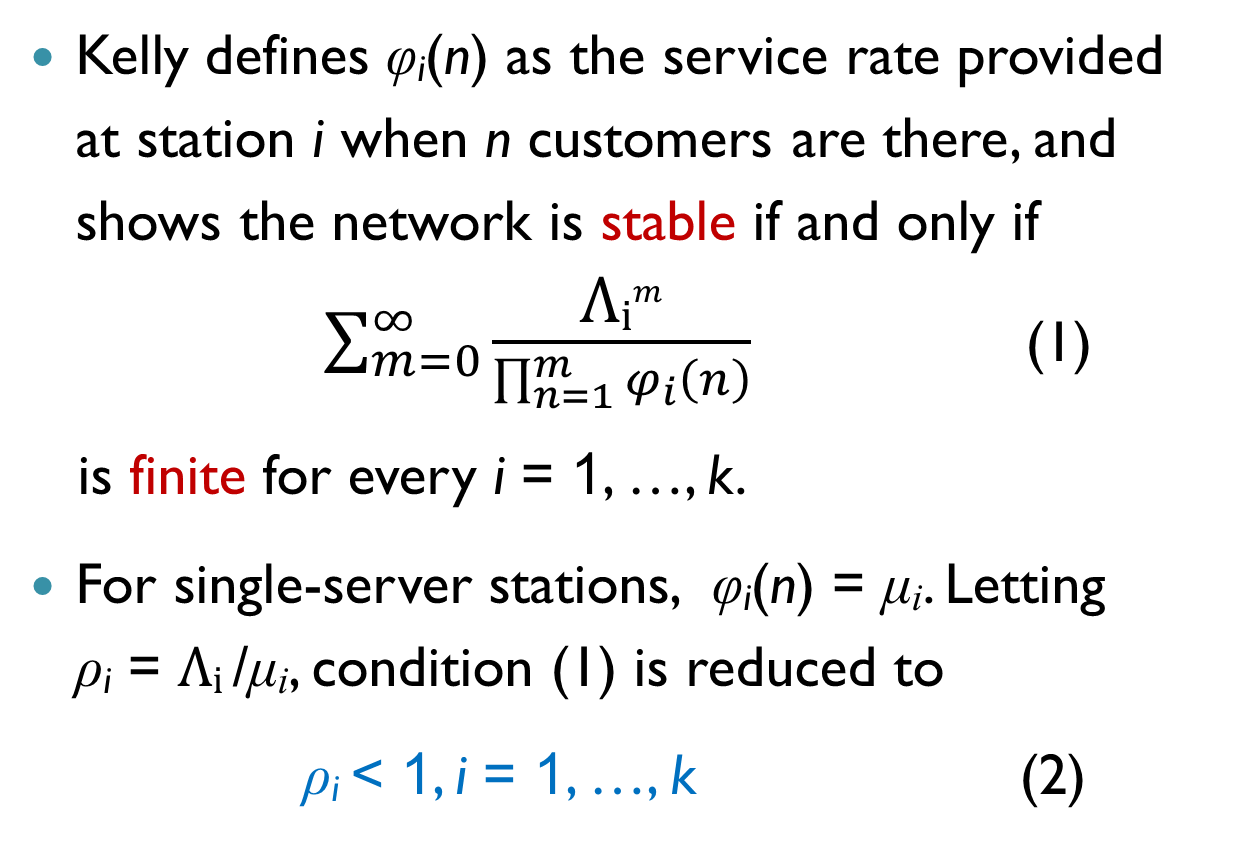 • Kelly defines φᵢ(n) as the service rate provided
at station i when n customers are there, and
shows the network is stable if and only if
∑_{m=0}^{∞} Λᵢ^m / ∏_{n=1}^{m} φᵢ(n) (1)
is finite for every i = 1, …, k.
• For single-server stations, φᵢ(n) = μᵢ. Letting
ρᵢ = Λᵢ /μᵢ, condition (1) is reduced to
ρᵢ < 1, i = 1, …, k (2)